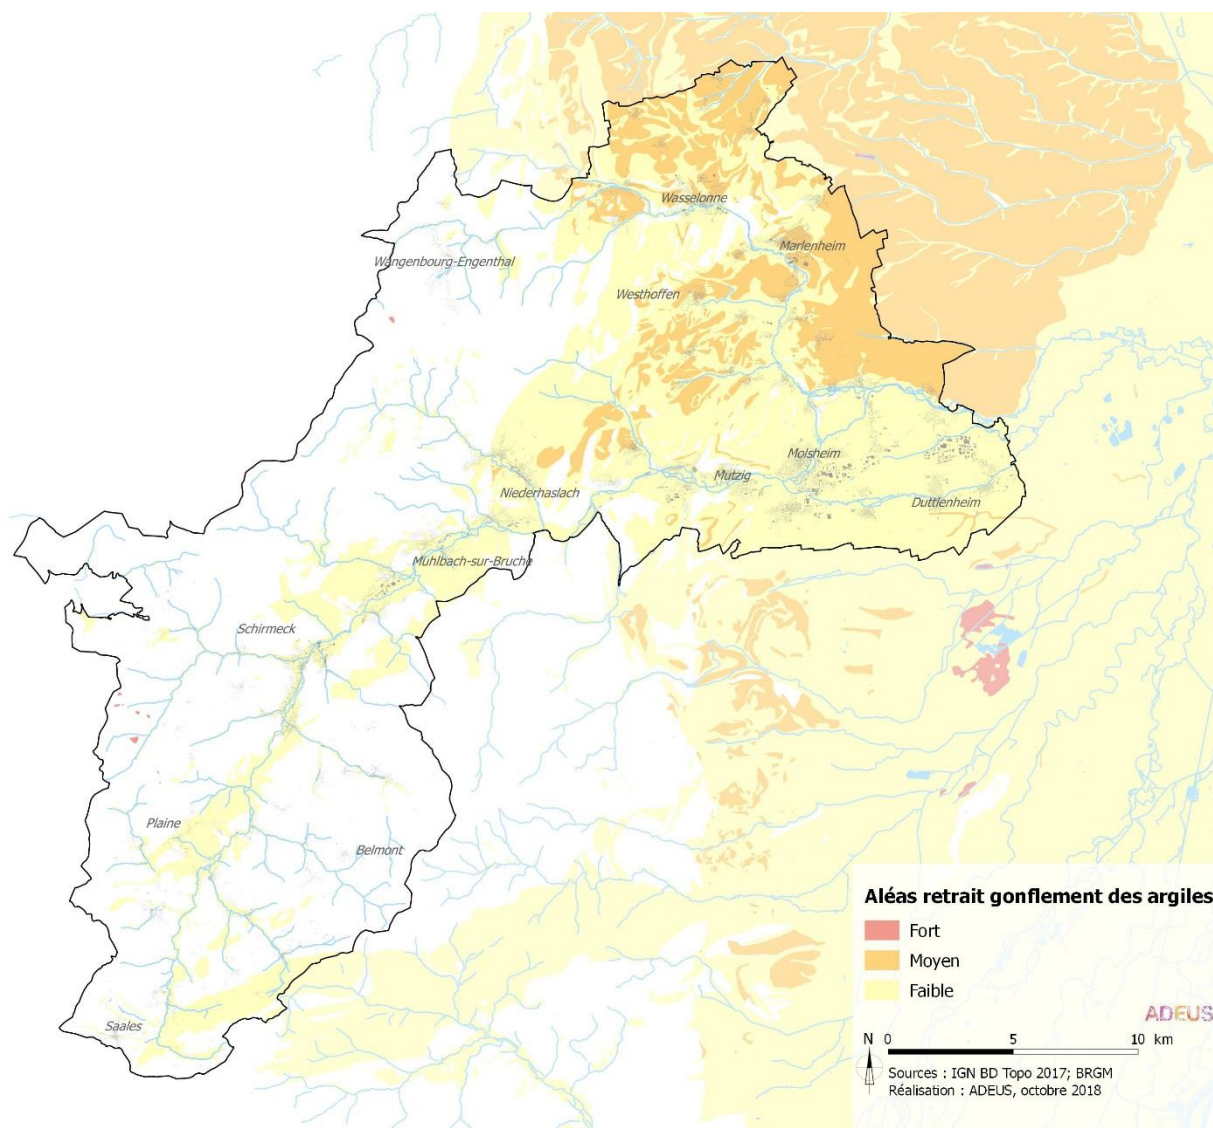 Wasselonne
Marlenheim
Wangenbourg-Engenthal
Westhoffen
Molsheim
Mutzig
Niederhaslach
Duttlenheim
Muhlbach-sur-Bruche
Schirmeck
Plaine
Belmont
Saales
Aléas retrait gonflement des argiles
Fort
Moyen
Faible
ADEUS
N 0 5 10 km
Sources : IGN BD Topo 2017; BRGM
Réalisation : ADEUS, octobre 2018